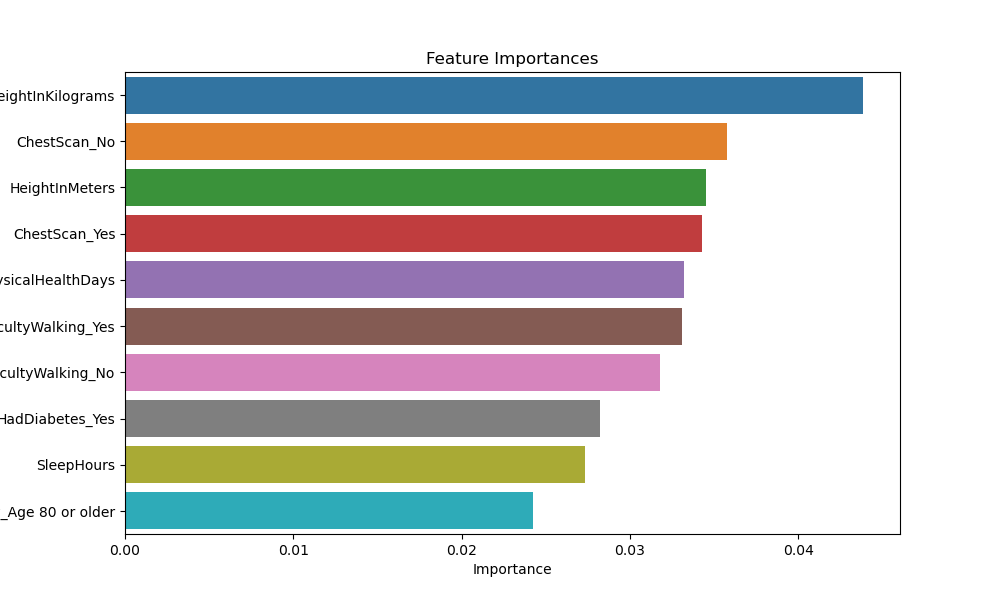 Feature Importances
eightInKilograms
ChestScan_No
HeightInMeters
ChestScan_Yes
ysicalHealthDays
cultyWalking_Yes
cultyWalking_No
HadDiabetes_Yes
SleepHours
_Age 80 or older
0.00 0.01 0.02 0.03 0.04
Importance